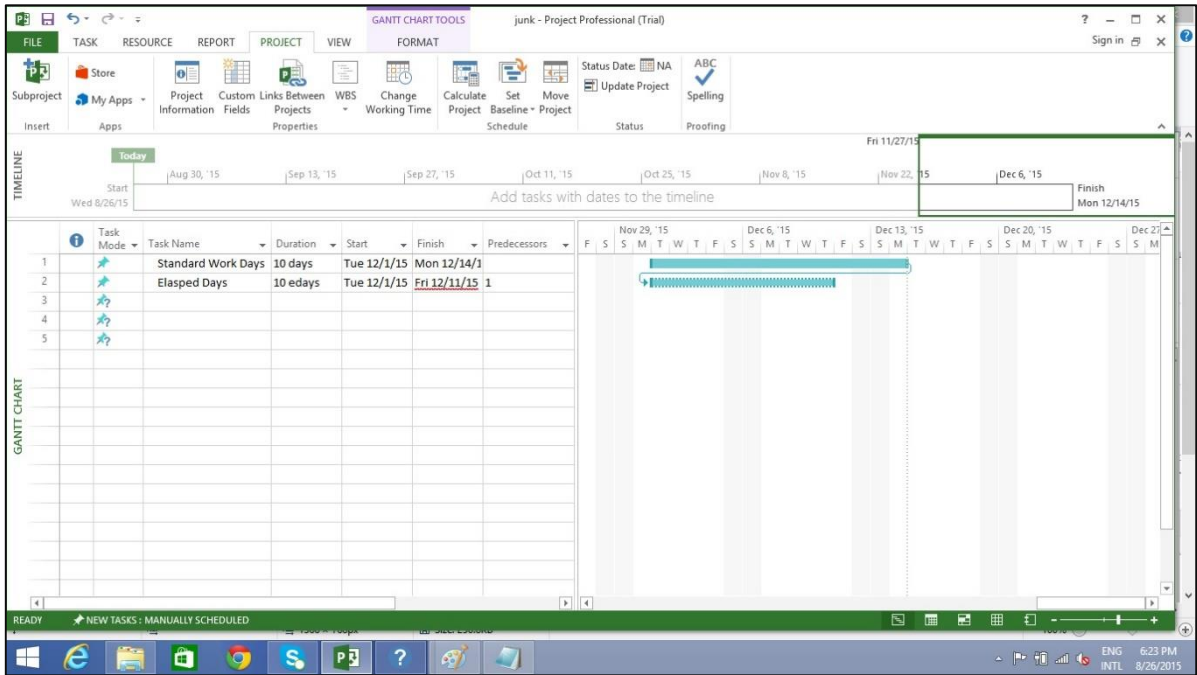 GANTT CHART TOOLS
junk - Project Professional (Trial)
FILE TASK RESOURCE REPORT PROJECT VIEW FORMAT Sign in
Subproject
Store
My Apps
Project Information
Custom Fields
Links Between Projects
WBS
Change Working Time
Calculate Project
Set Baseline
Move Project
Status Date: NA
Update Project
ABC
Spelling
Insert Apps Properties Schedule Status Proofing
TIMELINE
Fri 11/27/15
Today
Aug 30, '15 Sep 13, '15 Sep 27, '15 Oct 11, '15 Oct 25, '15 Nov 8, '15 Nov 22, '15 Dec 6, '15
Start
Wed 8/26/15
Add tasks with dates to the timeline
Finish
Mon 12/14/15
GANTT CHART
Task Mode Task Name Duration Start Finish Predecessors
Nov 29, '15 Dec 6, '15 Dec 13, '15 Dec 20, '15 Dec 27
F S S M T W T F S S M T W T F S S M T W T F S S M T W T F S S M
1 Standard Work Days 10 days Tue 12/1/15 Mon 12/14/1
2 Elasped Days 10 edays Tue 12/1/15 Fri 12/11/15 1
3
4
5
READY NEW TASKS : MANUALLY SCHEDULED
ENG 6:23 PM
INTL 8/26/2015